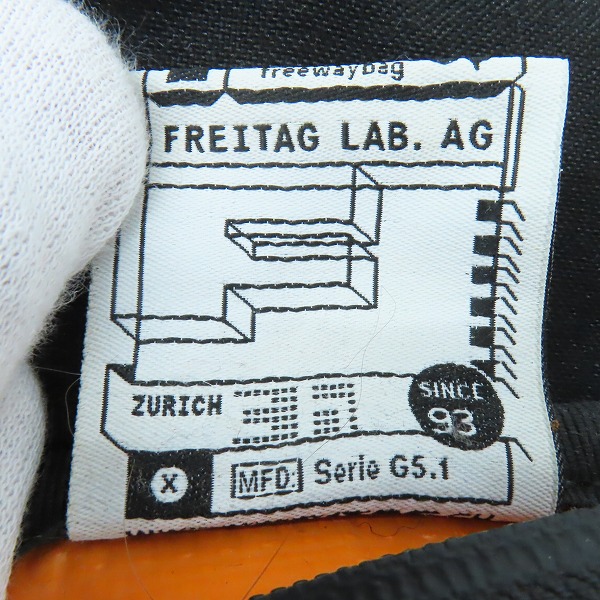 freewaybag
FREITAG LAB. AG
F
ZURICH
SINCE
93
X
MFD. Serie G5.1